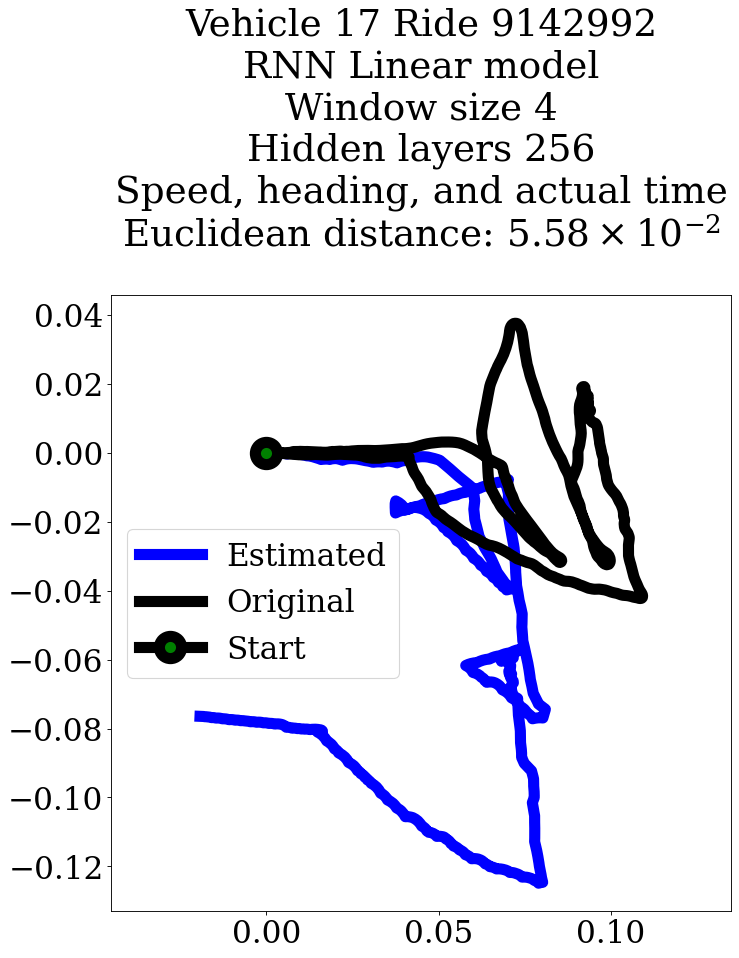 Vehicle 17 Ride 9142992
RNN Linear model
Window size 4
Hidden layers 256
Speed, heading, and actual time
Euclidean distance: 5.58 × 10⁻²
0.04
0.02
0.00
−0.02
−0.04
−0.06
−0.08
−0.10
−0.12
Estimated
Original
Start
0.00 0.05 0.10